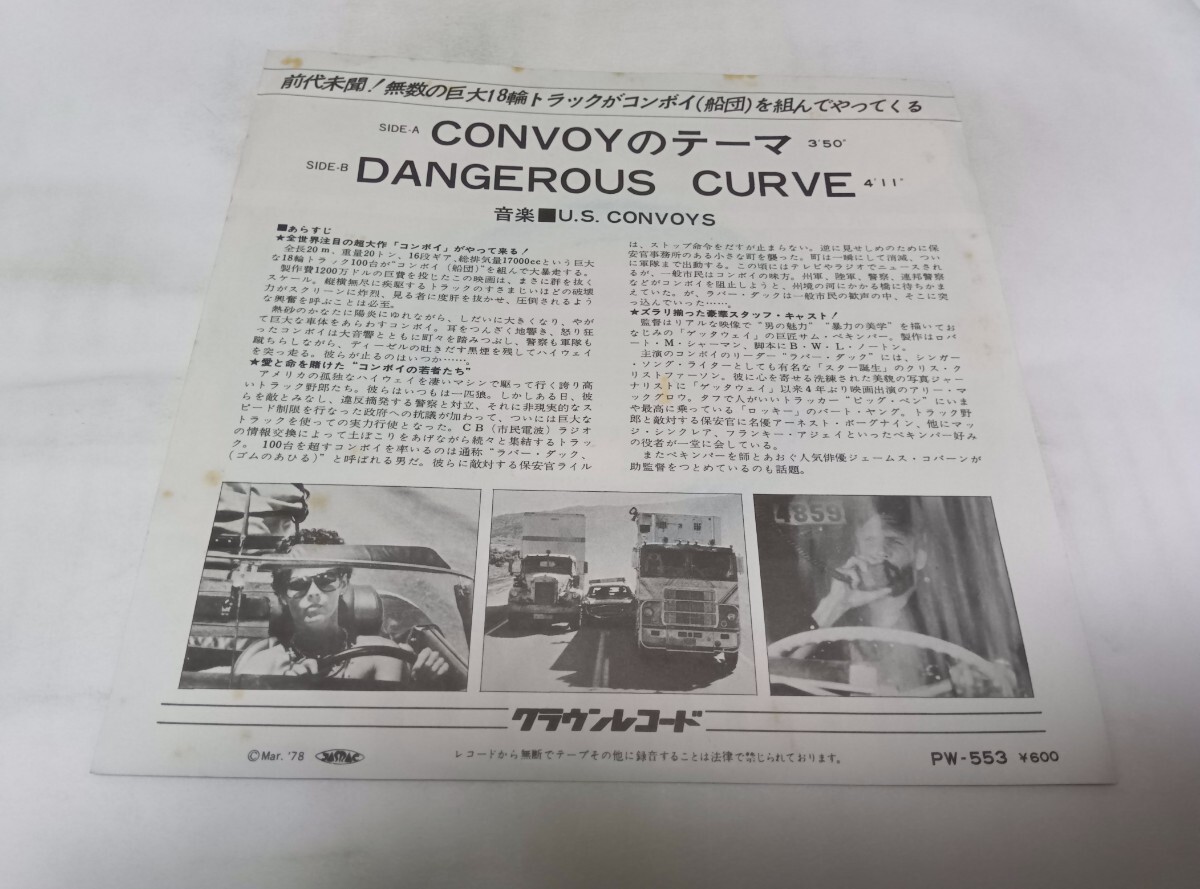 前代未聞！無数の巨大18輪トラックがコンボイ(船団)を組んでやってくる
SIDE-A CONVOYのテーマ 3'50"
SIDE-B DANGEROUS CURVE 4'11"
音楽■U.S. CONVOYS
■あらすじ
★全世界注目の超大作「コンボイ」がやって来る！
全長20m、重量20トン、16段ギア、総排気量17000ccという巨大
な18輪トラック100台が“コンボイ（船団）”を組んで大暴走する。
製作費1200万ドルの巨費を投じたこの映画は、まさに群を抜く
スケール。縦横無尽に疾駆するトラックのすさまじいほどの破壊
力がスクリーンに炸烈、見る者に度肝を抜かせ、圧倒されるよう
な興奮を呼ぶことは必至。
熱砂のかなたに陽炎にゆれながら、しだいに大きくなり、やが
て巨大な車体をあらわすコンボイ。耳をつんざく地響き、怒り狂
ったコンボイは大音響とともに町々を踏みつぶし、警察も軍隊も
蹴ちらしながら、ディーゼルの吐きだす黒煙を残してハイウェイ
を突っ走る。彼らが止るのはいつか……。
★愛と命を賭けた“コンボイの若者たち”
アメリカの孤独なハイウェイを凄いマシンで駆って行く誇り高
いトラック野郎たち。彼らはいつもは一匹狼。しかしある日、彼
らを敵とみなし、違反摘発する警察と対立、それに非現実的なス
ピード制限を行なった政府への抗議が加わって、ついには巨大な
トラックを使っての実力行使となった。CB（市民電波）ラジオ
の情報交換によって土ぼこりをあげながら続々と集結するトラッ
ク。100台を超すコンボイを率いるのは通称“ラバー・ダック、
（ゴムのあひる）”と呼ばれる男だ。彼らに敵対する保安官ライル
は、ストップ命令をだすが止まらない。逆に見せしめのために保
安官事務所のある小さな町を襲った。町は一瞬にして消滅、つい
に軍隊まで出動する。この頃にはテレビやラジオでニュースされ
るが、一般市民はコンボイの味方。州軍、陸軍、警察、連邦警察
などがコンボイを阻止しようと、州境の河にかかる橋に待ちかま
えていた。が、ラバー・ダックは一般市民の歓声の中、そこに突
っ込んでいった……。
★ズラリ揃った豪華スタッフ・キャスト！
監督はリアルな映像で“男の魅力”“暴力の美学”を描いてお
なじみの「ゲッタウェイ」の巨匠サム・ペキンパー。製作はロバ
ート・M・シャーマン、脚本にB・W・L・ノートン。
主演のコンボイのリーダー“ラバー・ダック”には、シンガー
・ソング・ライターとしても有名な「スター誕生」のクリス・ク
リストファーソン。彼に心を寄せる洗練された美貌の写真ジャー
ナリストに「ゲッタウェイ」以来4年ぶり映画出演のアリー・マ
ックグロウ。タフで人がいいトラッカー“ビッグ・ペン”にいま
や最高に乗っている「ロッキー」のバート・ヤング。トラック野
郎と敵対する保安官に名優アーネスト・ボーグナイン、他にマッ
ジ・シンクレア、フランキー・アジェイといったペキンパー好み
の役者が一堂に会している。
またペキンパーを師とあおぐ人気俳優ジェームス・コバーンが
助監督をつとめているのも話題。
4859
クラウンレコード
©Mar. '78 JASRAC レコードから無断でテープその他に録音することは法律で禁じられております。 PW-553 ¥600